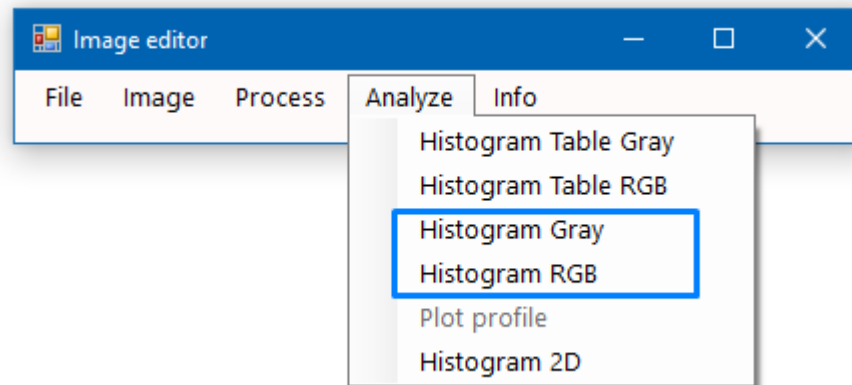 Image editor
File Image Process Analyze Info
Histogram Table Gray
Histogram Table RGB
Histogram Gray
Histogram RGB
Plot profile
Histogram 2D